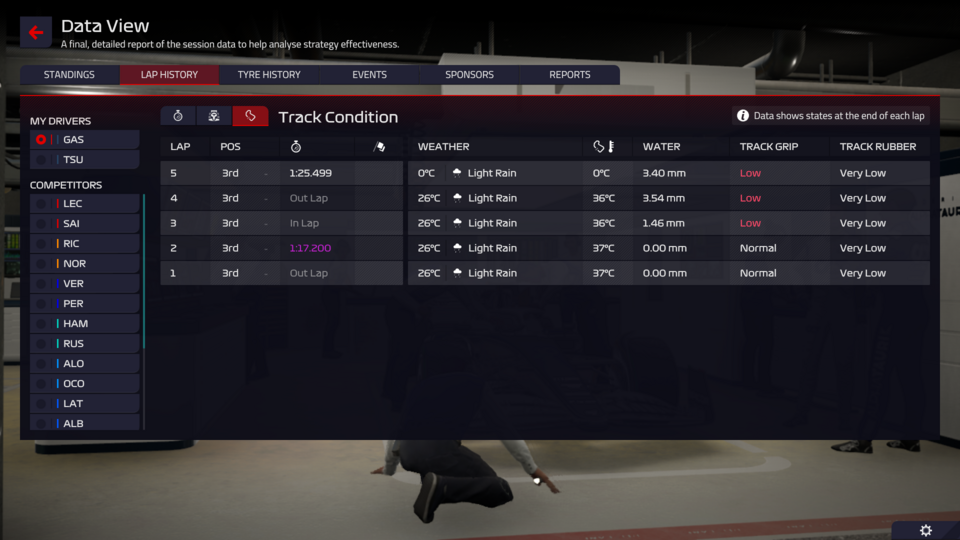 Data View
A final, detailed report of the session data to help analyse strategy effectiveness.
STANDINGS LAP HISTORY TYRE HISTORY EVENTS SPONSORS REPORTS
MY DRIVERS
GAS
TSU
COMPETITORS
LEC
SAI
RIC
NOR
VER
PER
HAM
RUS
ALO
OCO
LAT
ALB
Track Condition
Data shows states at the end of each lap
LAP POS WEATHER WATER TRACK GRIP TRACK RUBBER
5 3rd - 1:25.499 0°C Light Rain 0°C 3.40 mm Low Very Low
4 3rd - Out Lap 26°C Light Rain 36°C 3.54 mm Low Very Low
3 3rd - In Lap 26°C Light Rain 36°C 1.46 mm Low Very Low
2 3rd - 1:17.200 26°C Light Rain 37°C 0.00 mm Normal Very Low
1 3rd - Out Lap 26°C Light Rain 37°C 0.00 mm Normal Very Low